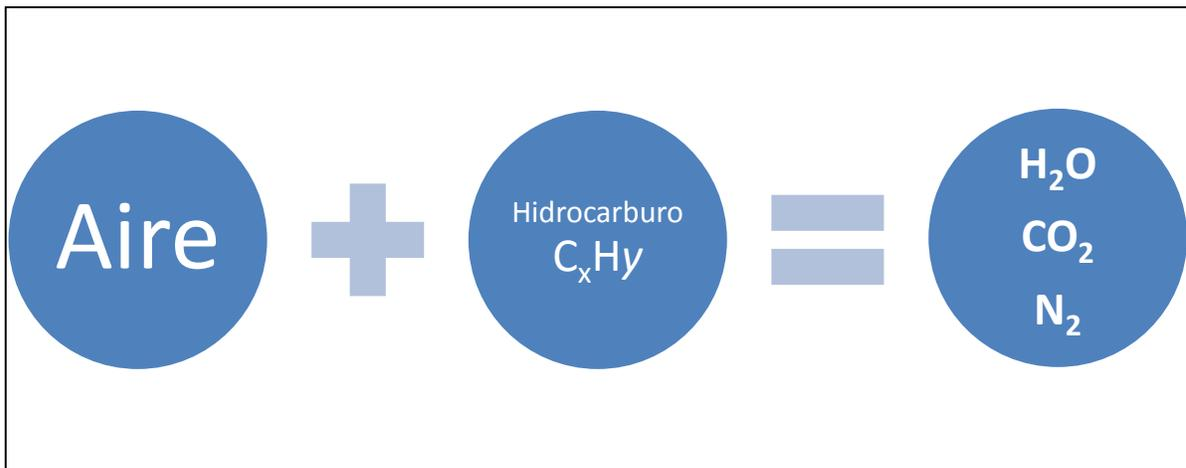 Aire
Hidrocarburo
CₓHy
H₂O
CO₂
N₂